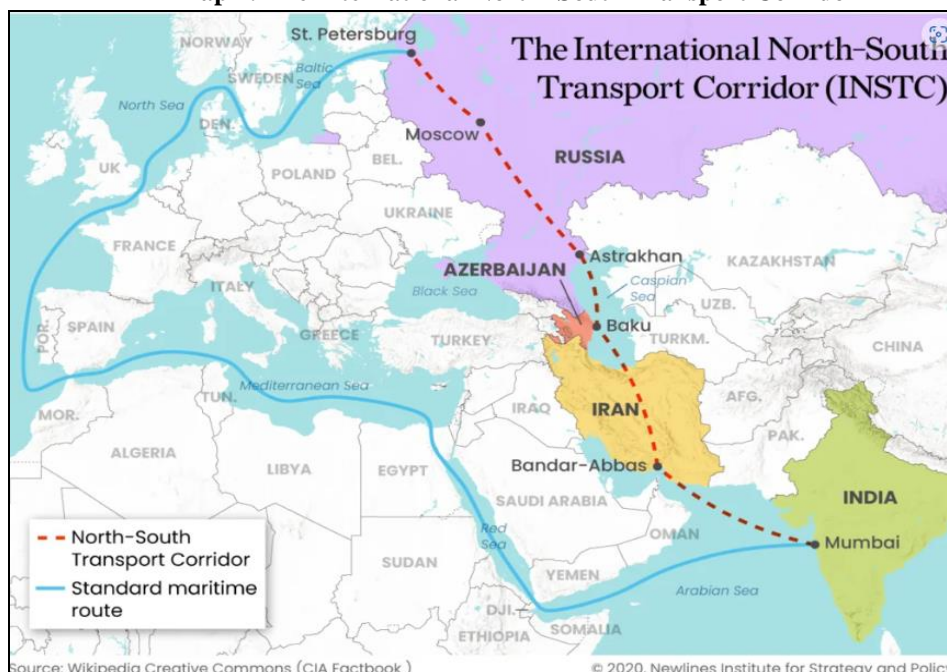 The International North-South
Transport Corridor (INSTC)
St. Petersburg
NORWAY
SWEDEN
Baltic
Sea
North Sea
DEN.
Moscow
UK
POLAND
BEL.
RUSSIA
UKRAINE
FRANCE
Astrakhan
KAZAKHSTAN
AZERBAIJAN
Caspian
Sea
ITALY
Black Sea
UZB.
POR.
SPAIN
GREECE
TURKEY
Baku
TURKM.
CHINA
Mediterranean Sea
TUN.
MOR.
IRAQ
IRAN
AFG.
ALGERIA
LIBYA
EGYPT
Bandar-Abbas
PAK.
SAUDI ARABIA
INDIA
Red
Sea
OMAN
Mumbai
SUDAN
YEMEN
Arabian Sea
DJI.
ETHIOPIA
SOMALIA
North-South
Transport Corridor
Standard maritime
route
Source: Wikipedia Creative Commons (CIA Factbook )
© 2020, Newlines Institute for Strategy and Policy